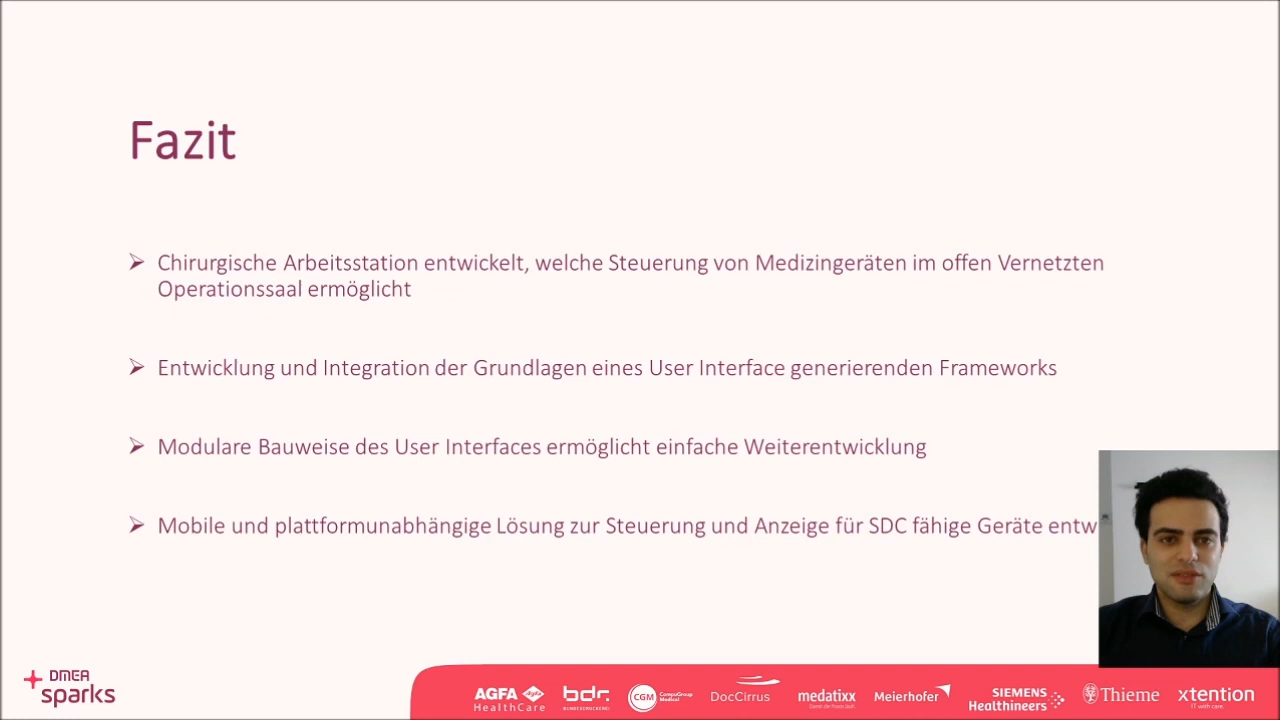 Fazit
Chirurgische Arbeitsstation entwickelt, welche Steuerung von Medizingeräten im offen Vernetzten
Operationssaal ermöglicht
Entwicklung und Integration der Grundlagen eines User Interface generierenden Frameworks
Modulare Bauweise des User Interfaces ermöglicht einfache Weiterentwicklung
Mobile und plattformunabhängige Lösung zur Steuerung und Anzeige für SDC fähige Geräte entw
DMEA
sparks
AGFA
HealthCare
bdr.
BUNDESDRUCKEREI
CGM
CompuGroup
Medical
DocCirrus
medatixx
Meierhofer
SIEMENS
Healthineers
Thieme
xtention
IT with care.